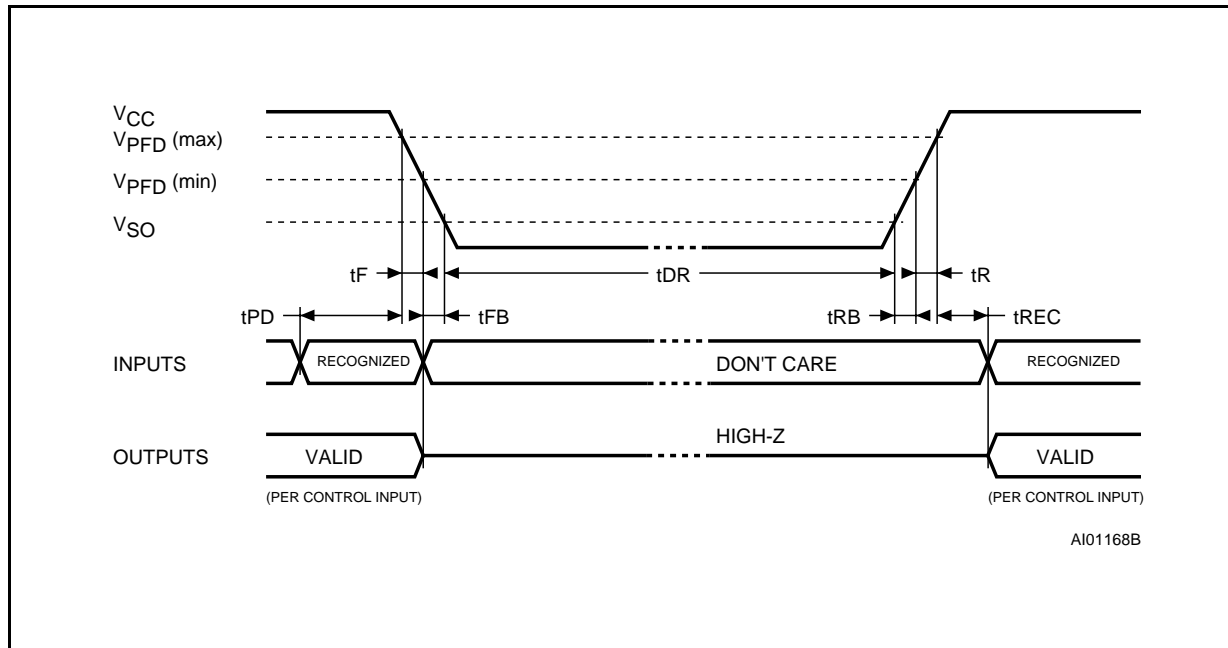 VCC
VPFD (max)
VPFD (min)
VSO
tF
tDR
tR
tPD
tFB
tRB
tREC
INPUTS
RECOGNIZED
DON'T CARE
RECOGNIZED
HIGH-Z
OUTPUTS
VALID
VALID
(PER CONTROL INPUT)
(PER CONTROL INPUT)
AI01168B